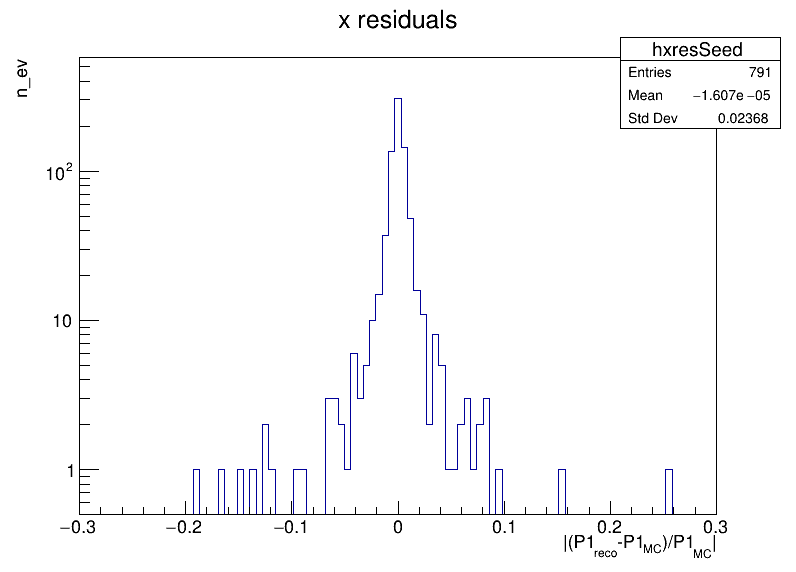 x residuals
hxresSeed
Entries 791
Mean −1.607e−05
Std Dev 0.02368
n_ev
10²
10
1
−0.3 −0.2 −0.1 0 0.1 0.2 0.3
|(P1reco-P1MC)/P1MC|